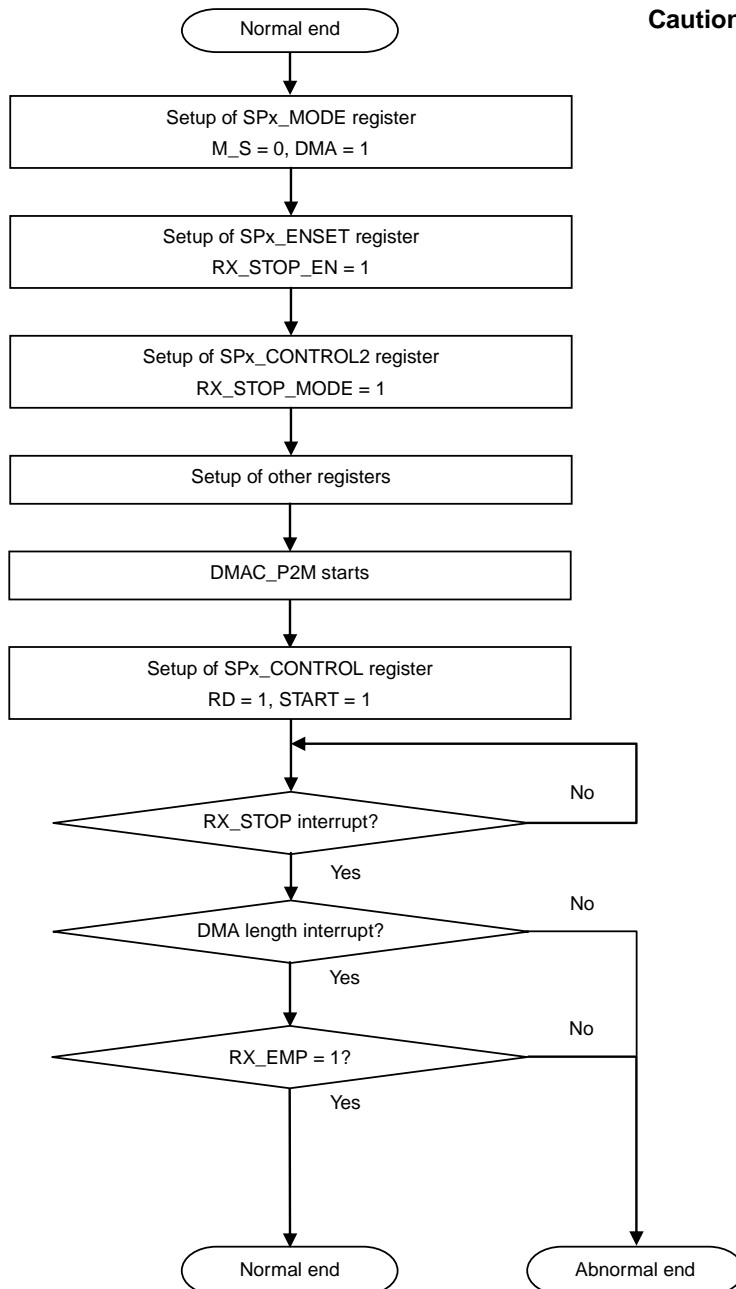 Normal end
Caution
Setup of SPx_MODE register
M_S = 0, DMA = 1
Setup of SPx_ENSET register
RX_STOP_EN = 1
Setup of SPx_CONTROL2 register
RX_STOP_MODE = 1
Setup of other registers
DMAC_P2M starts
Setup of SPx_CONTROL register
RD = 1, START = 1
No
RX_STOP interrupt?
Yes
No
DMA length interrupt?
Yes
No
RX_EMP = 1?
Yes
Normal end
Abnormal end